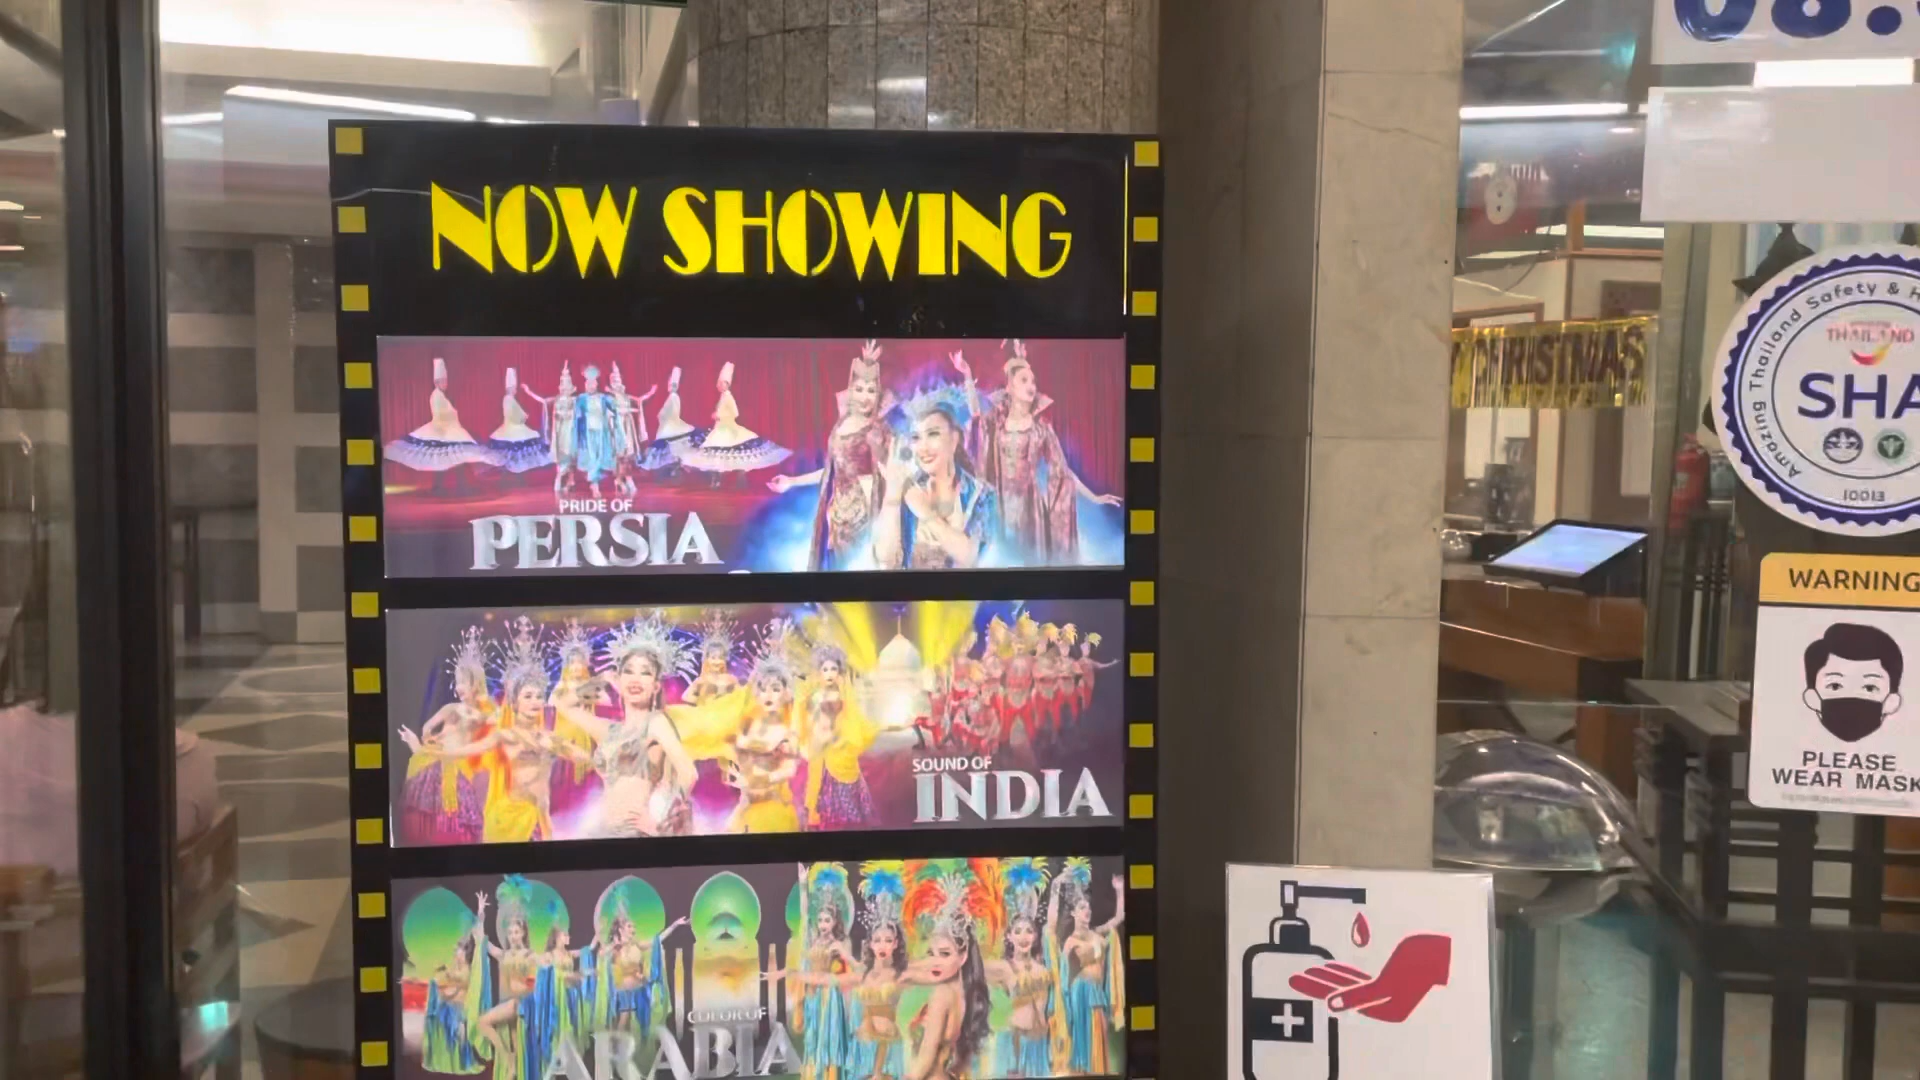 NOW SHOWING
PRIDE OF
PERSIA
SOUND OF
INDIA
COLOR OF
ARABIA
CHRISTMAS
Amazing Thailand Safety &
THAILAND
SHA
10013
WARNING
PLEASE
WEAR MASK